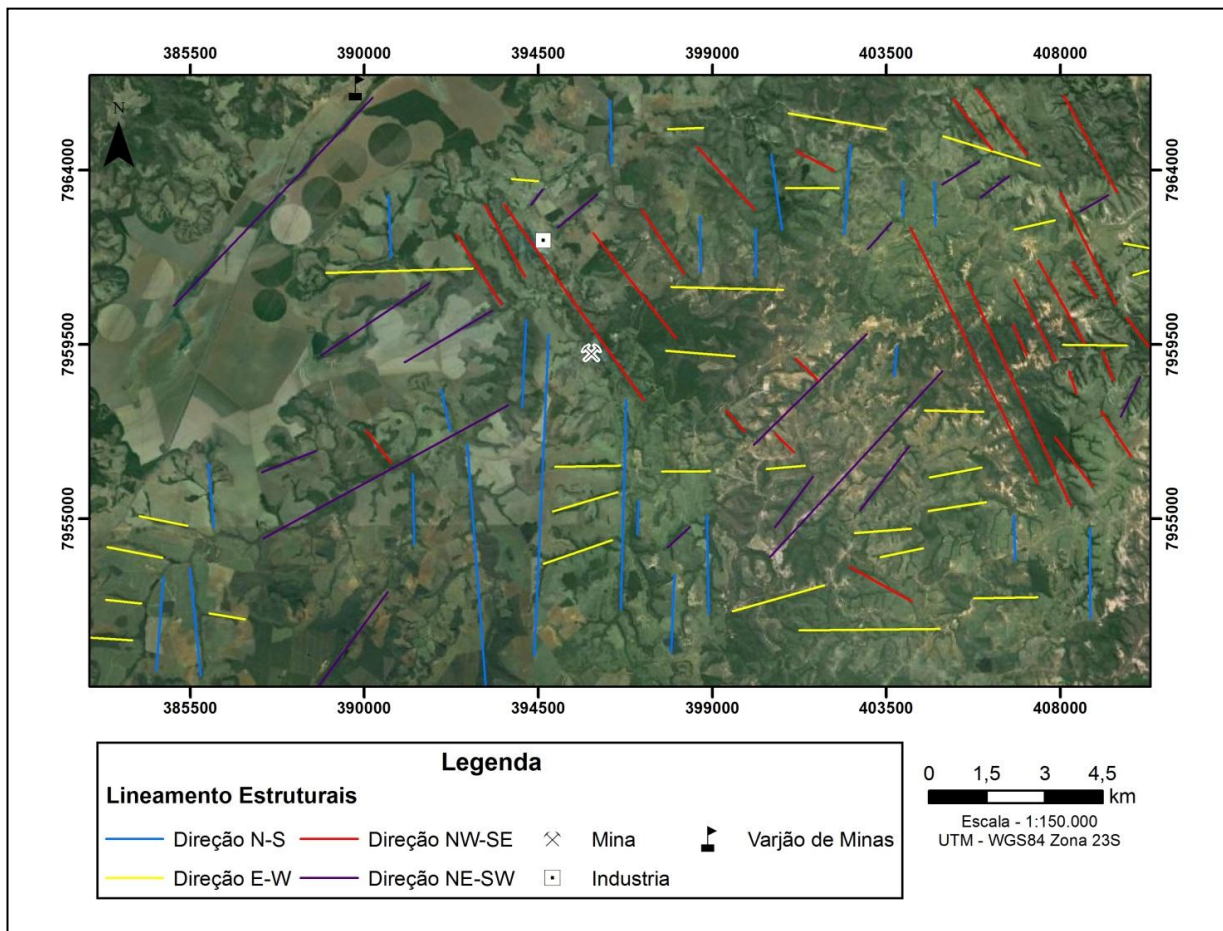 385500 390000 394500 399000 403500 408000
N
7964000 7964000
7959500 7959500
7955000 7955000
385500 390000 394500 399000 403500 408000
Legenda
Lineamento Estruturais
Direção N-S Direção NW-SE Mina Varjão de Minas
Direção E-W Direção NE-SW Industria
0 1,5 3 4,5
km
Escala - 1:150.000
UTM - WGS84 Zona 23S